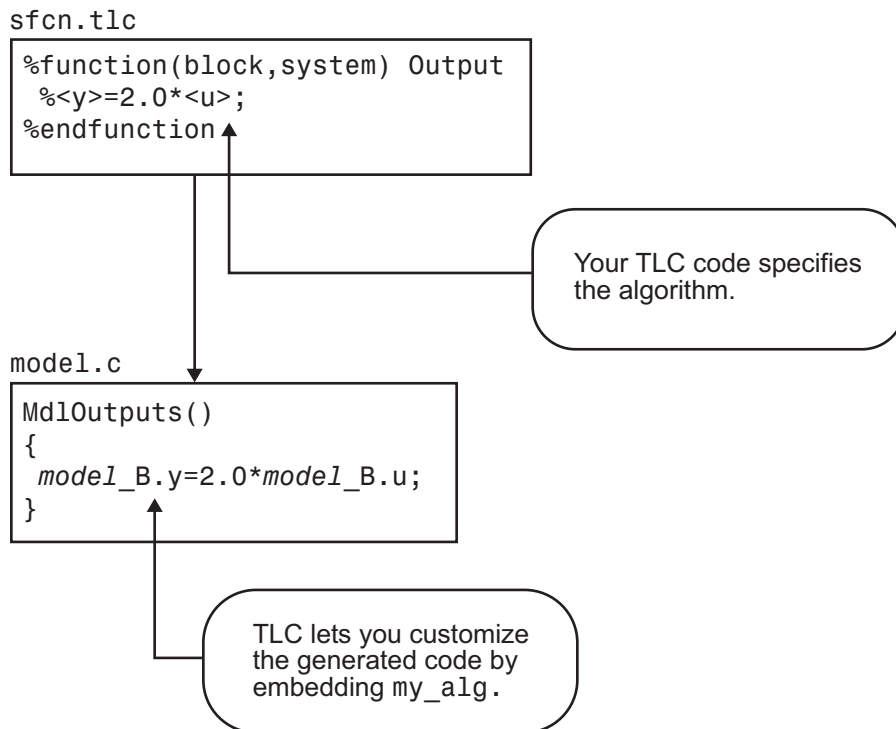 sfcn.tlc
%function(block,system) Output
%<y>=2.0*<u>;
%endfunction
Your TLC code specifies
the algorithm.
model.c
MdlOutputs()
{
model_B.y=2.0*model_B.u;
}
TLC lets you customize
the generated code by
embedding my_alg.